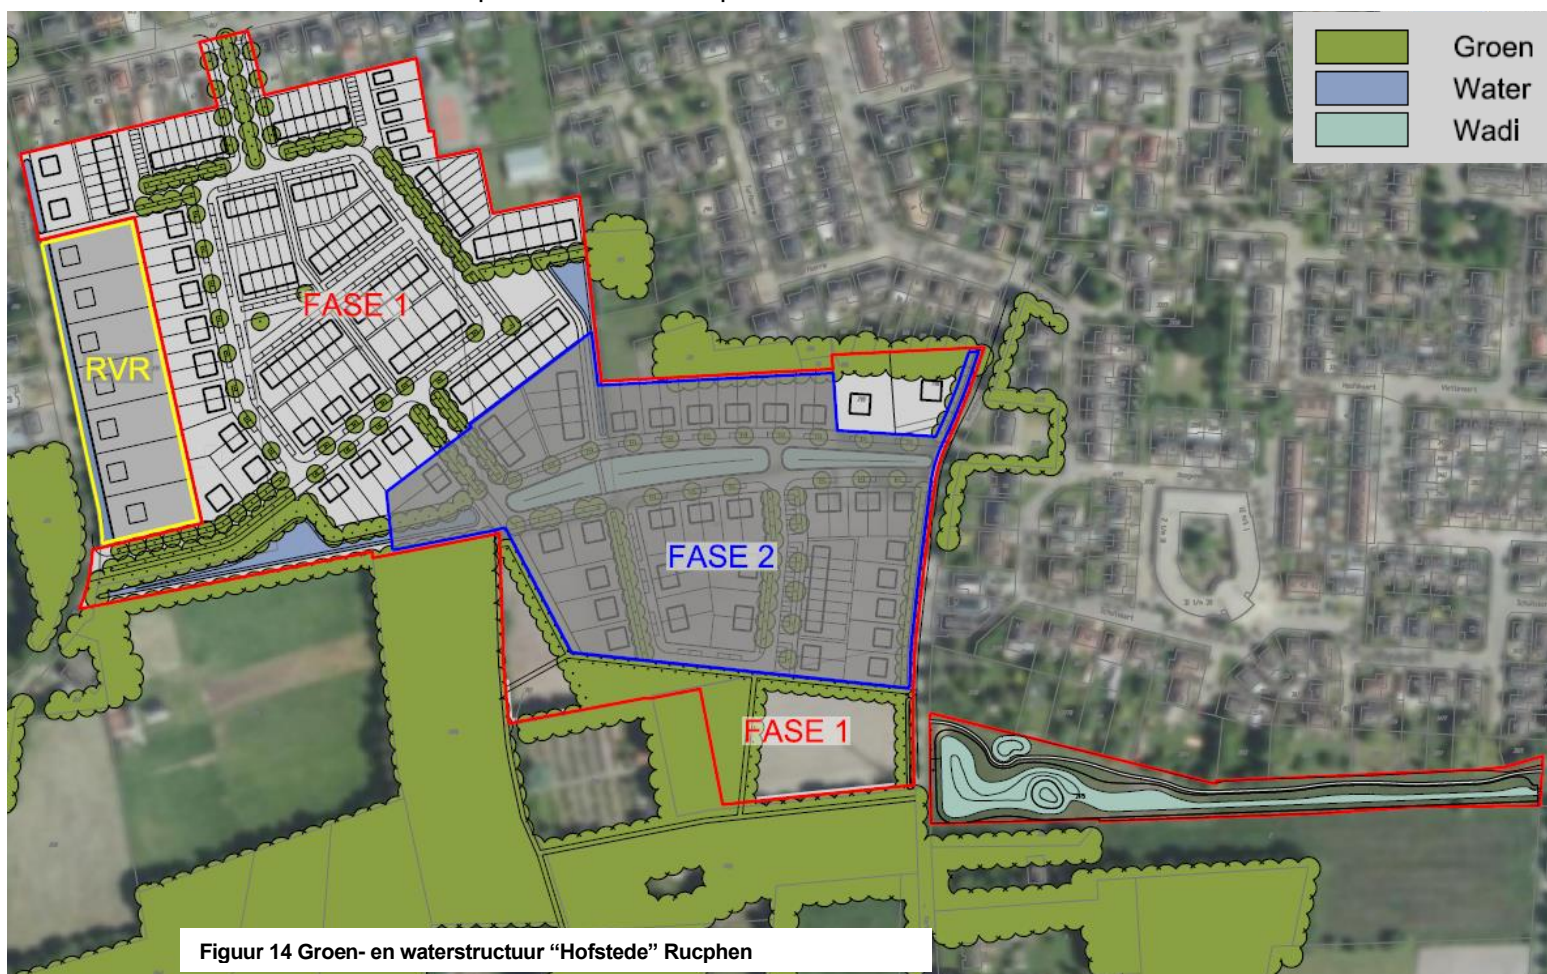 Groen
Water
Wadi
FASE 1
RVR
FASE 2
FASE 1
Figuur 14 Groen- en waterstructuur “Hofstede” Rucphen